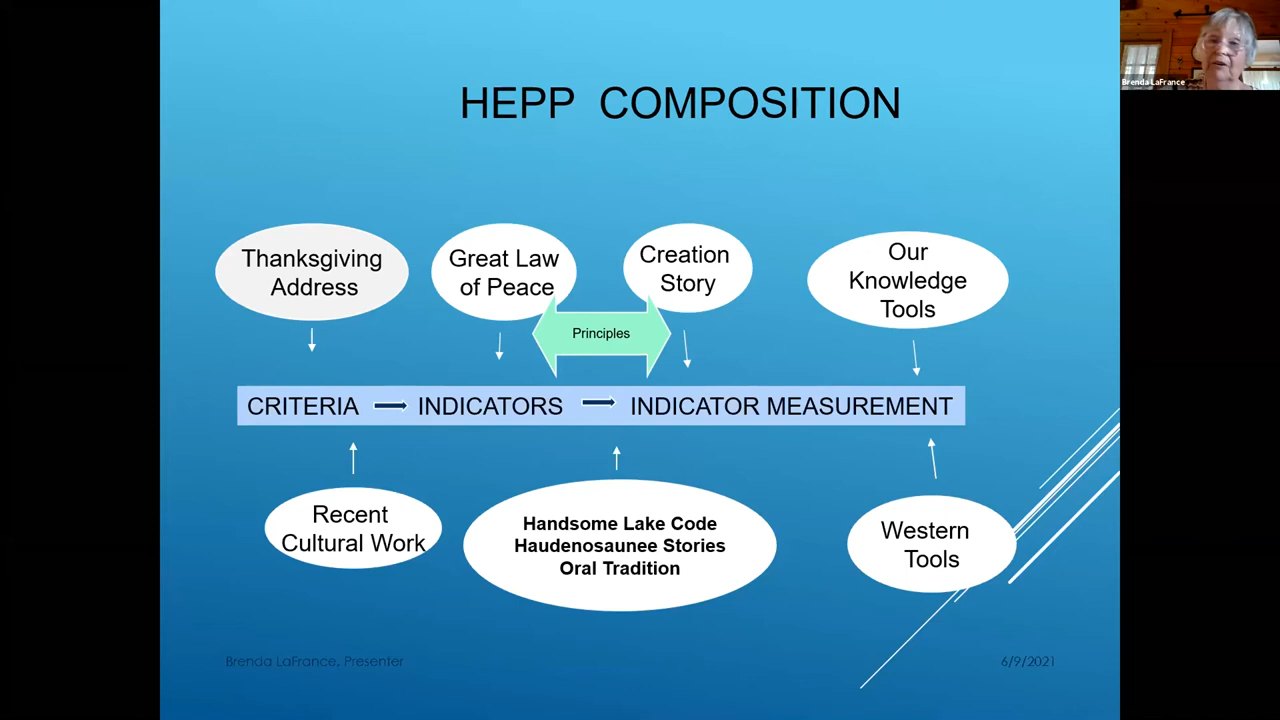 Brenda LaFrance
HEPP COMPOSITION
Thanksgiving
Address
Great Law
of Peace
Creation
Story
Our
Knowledge
Tools
Principles
CRITERIA INDICATORS INDICATOR MEASUREMENT
Recent
Cultural Work
Handsome Lake Code
Haudenosaunee Stories
Oral Tradition
Western
Tools
Brenda LaFrance, Presenter
6/9/2021